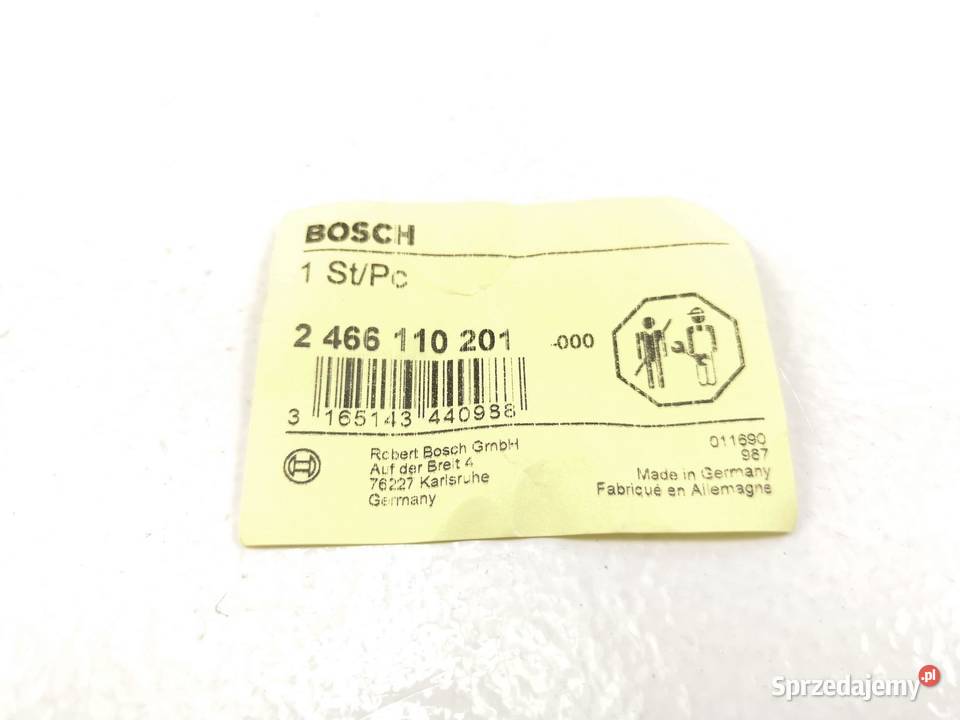 BOSCH
1 St/Pc
2 466 110 201 -000
3 165143 440988
Robert Bosch GmbH
Auf der Breit 4
76227 Karlsruhe
Germany
011690
987
Made in Germany
Fabriqué en Allemagne
Sprzedajemy.pl